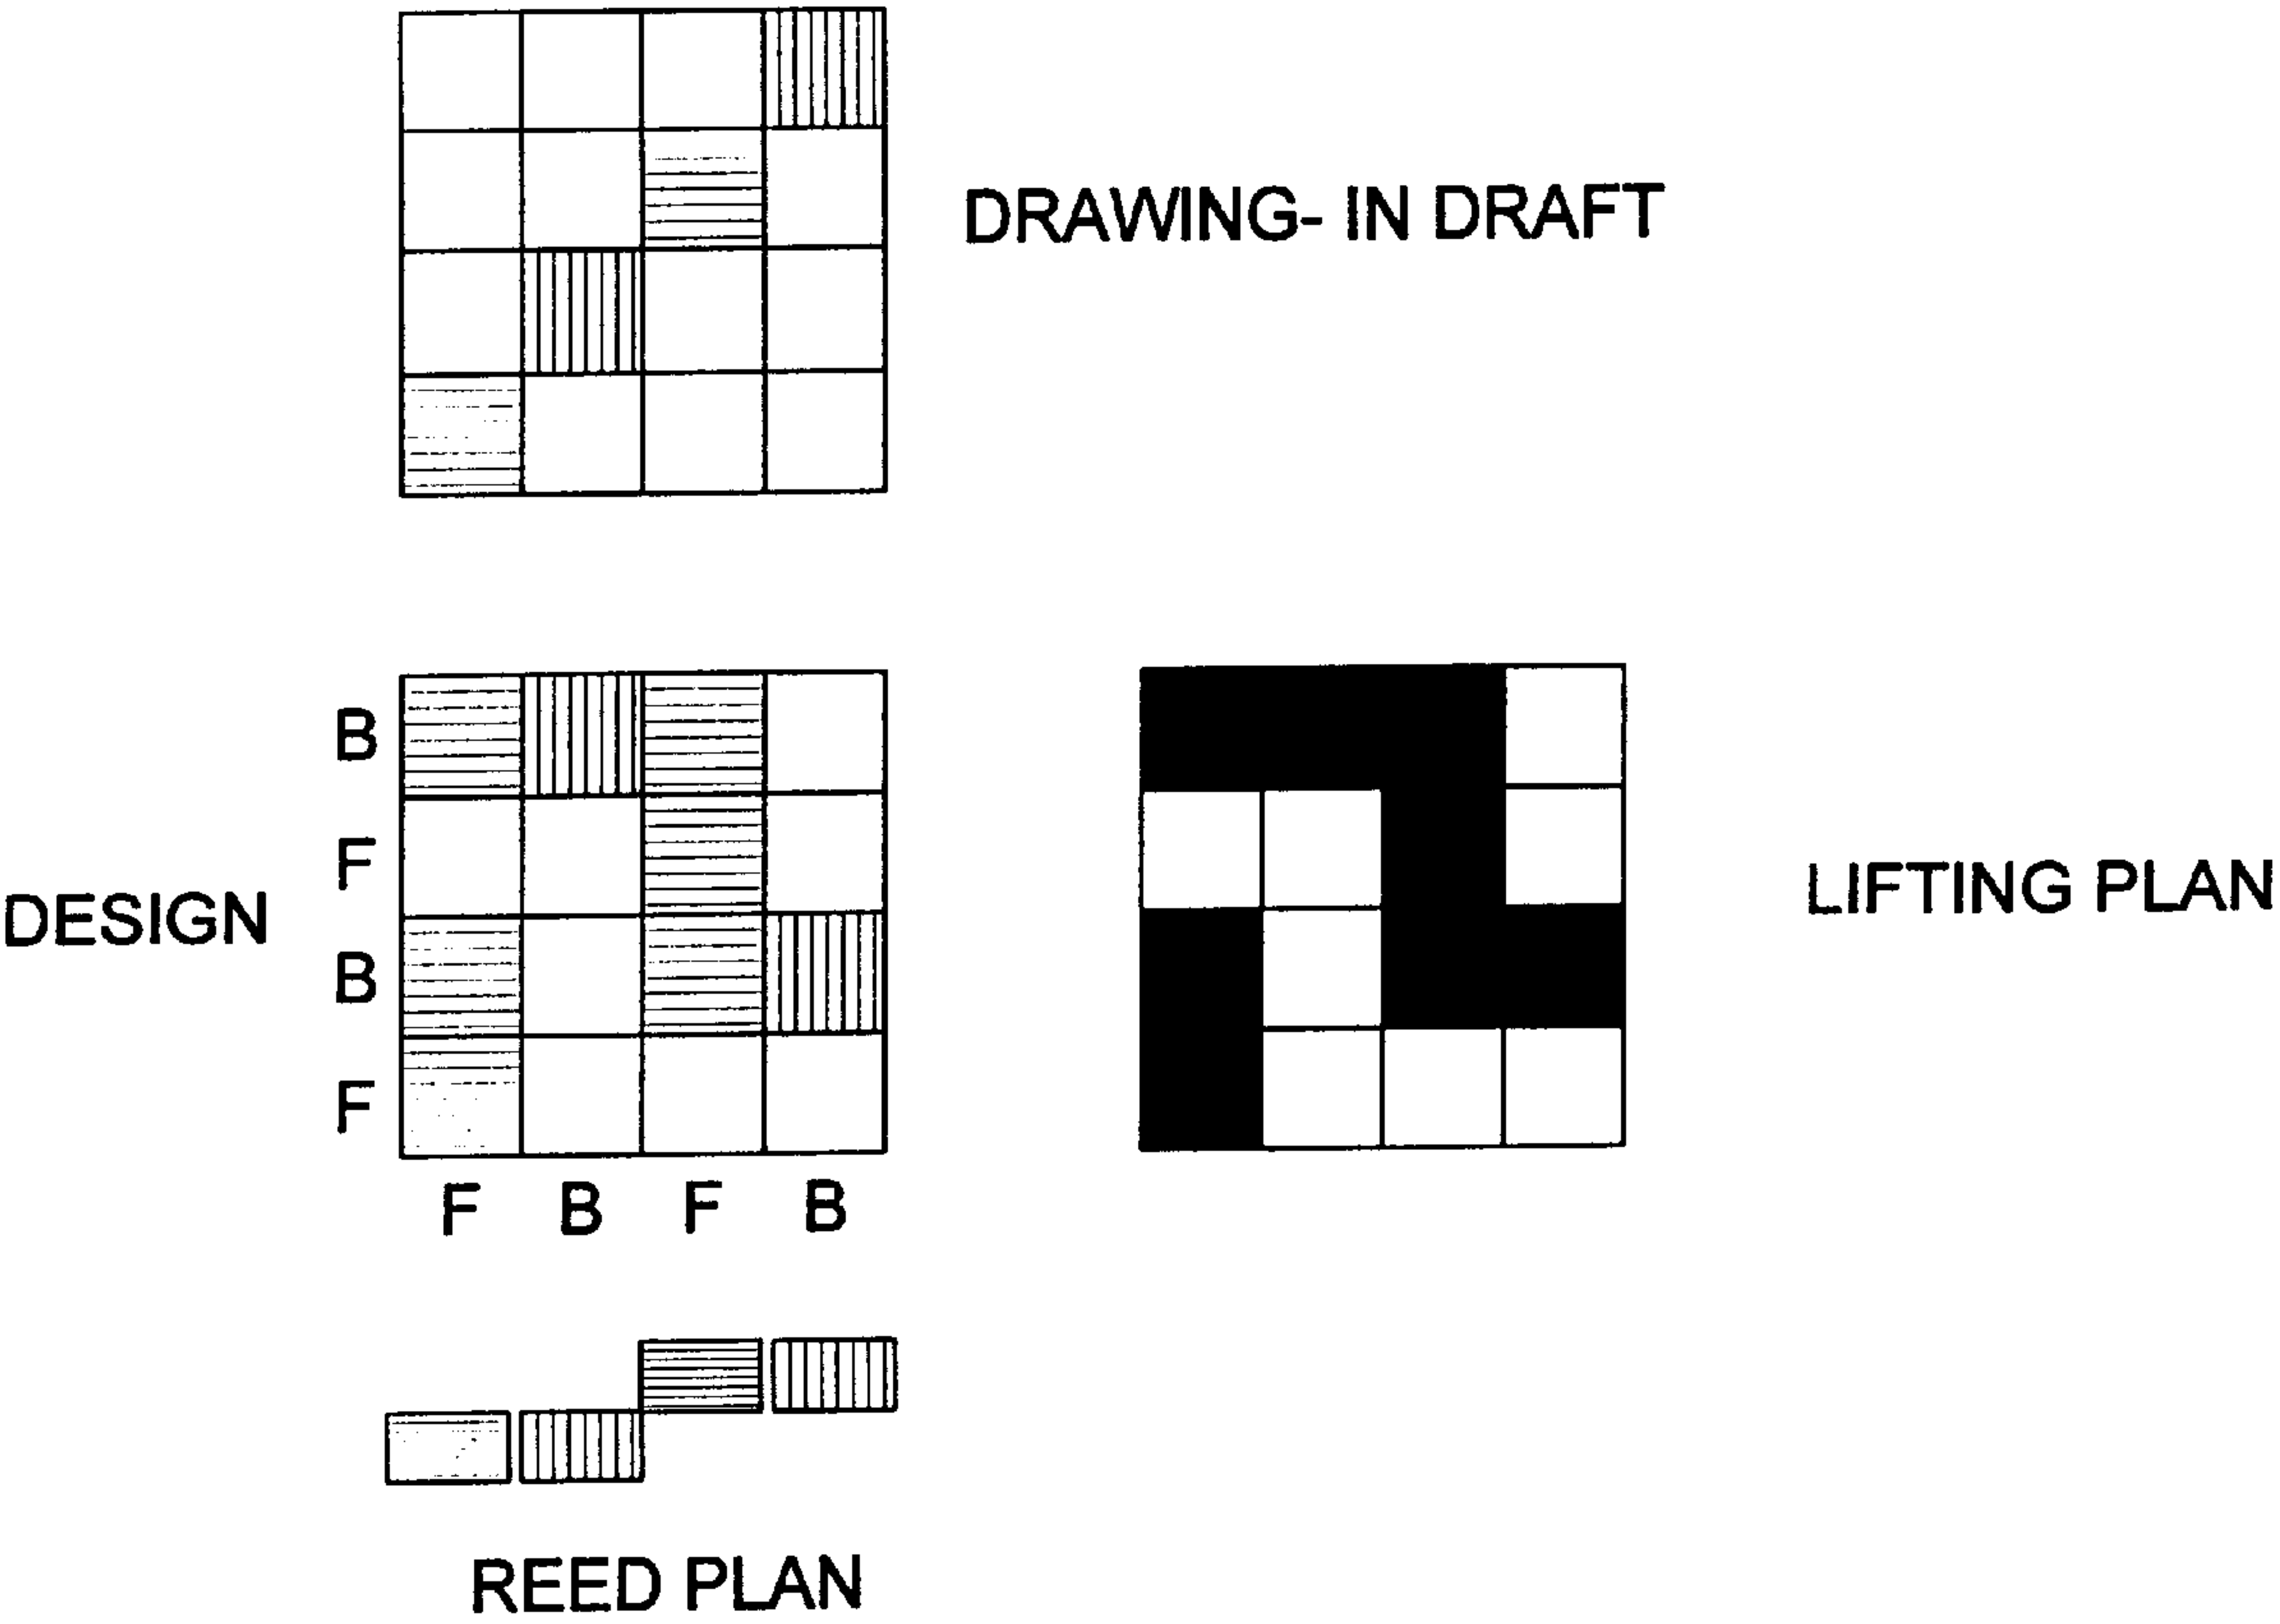 DRAWING- IN DRAFT
B
F
DESIGN
B
F
LIFTING PLAN
F B F B
REED PLAN